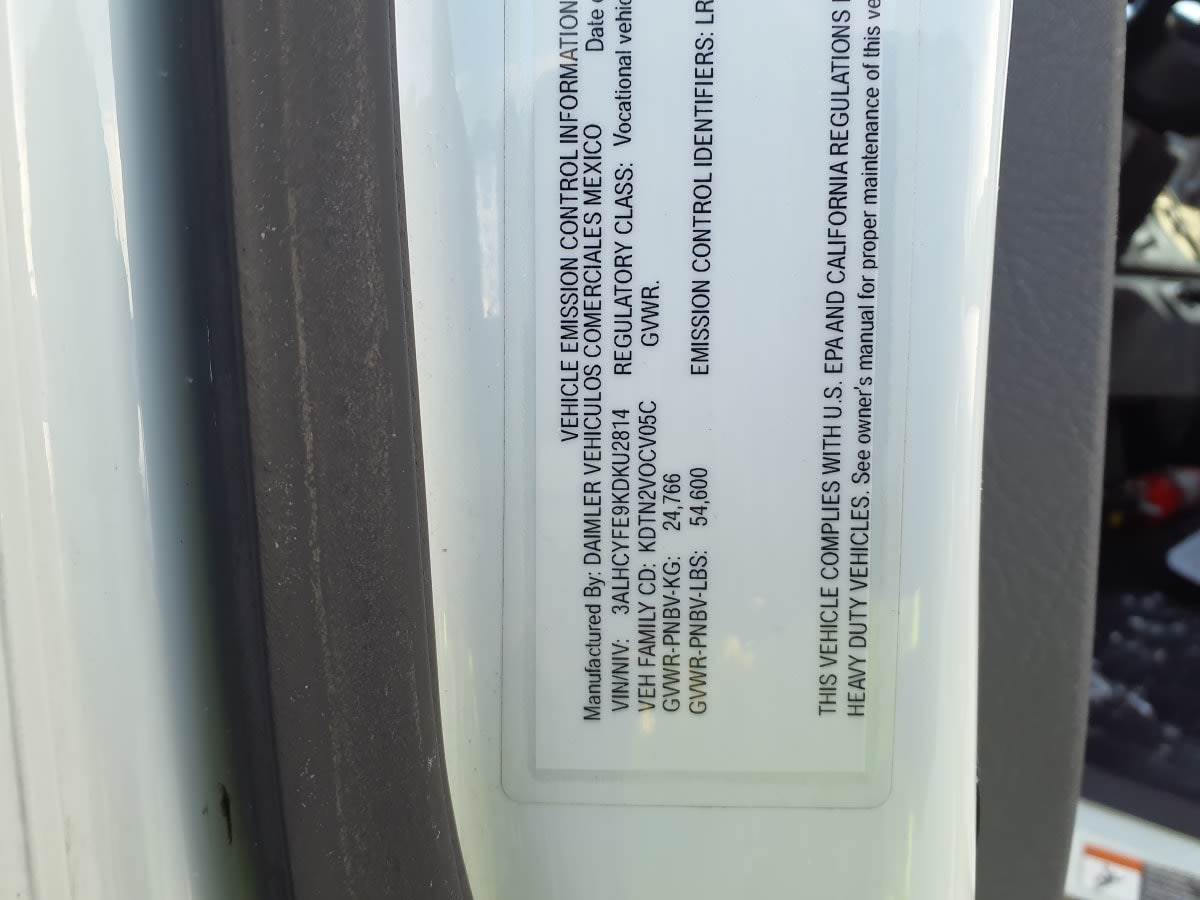 VEHICLE EMISSION CONTROL INFORMATION
Manufactured By: DAIMLER VEHICULOS COMERCIALES MEXICO Date
VIN/NIV: 3ALHCYFE9KDKU2814 REGULATORY CLASS: Vocational
VEH FAMILY CD: KDTN2VOCV05C GVWR.
GVWR-PNBV-KG: 24,766
GVWR-PNBV-LBS: 54,600 EMISSION CONTROL IDENTIFIERS: LR
THIS VEHICLE COMPLIES WITH U.S. EPA AND CALIFORNIA REGULATIONS
HEAVY DUTY VEHICLES. See owner's manual for proper maintenance of this